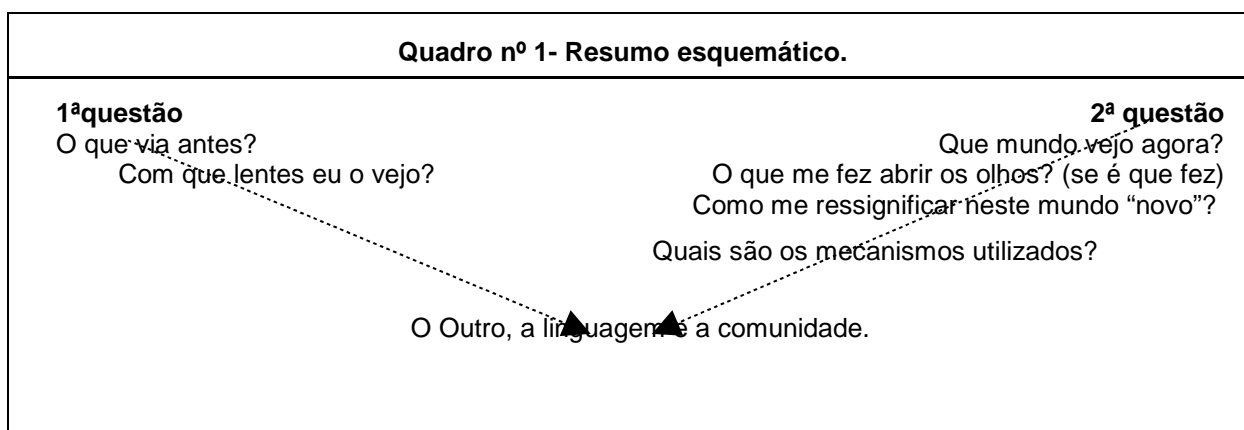 Quadro nº 1- Resumo esquemático.
1ªquestão
O que via antes?
Com que lentes eu o vejo?
2ª questão
Que mundo vejo agora?
O que me fez abrir os olhos? (se é que fez)
Como me ressignificar neste mundo “novo”?
Quais são os mecanismos utilizados?
O Outro, a linguagem e a comunidade.